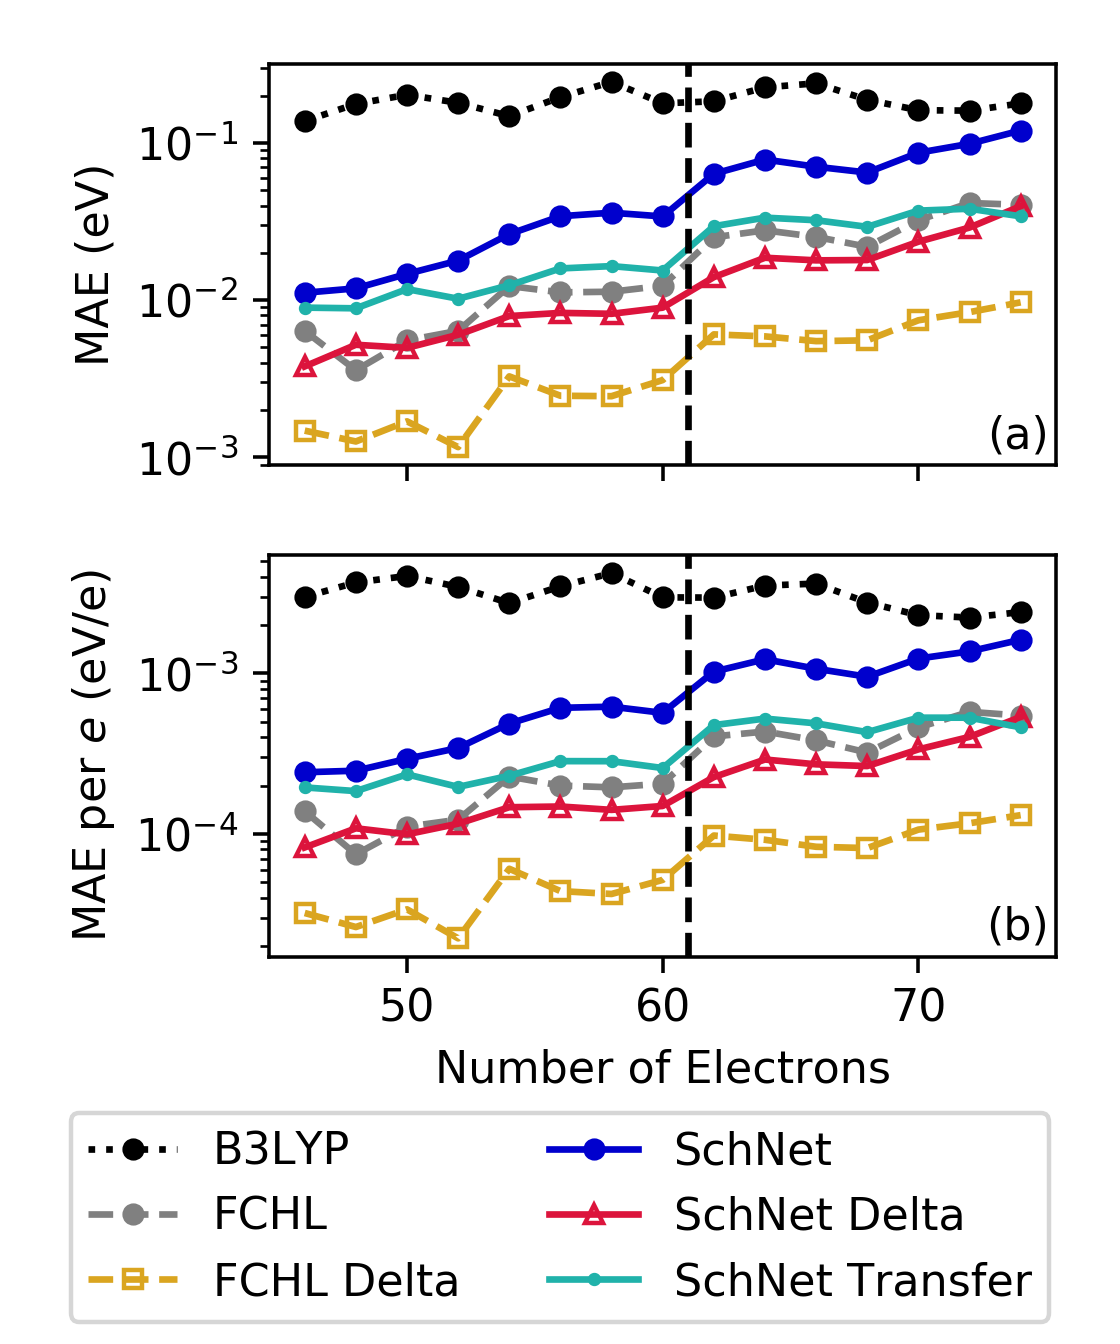 MAE (eV)
10⁻¹
10⁻²
10⁻³
(a)
MAE per e (eV/e)
10⁻³
10⁻⁴
(b)
50 60 70
Number of Electrons
B3LYP SchNet
FCHL SchNet Delta
FCHL Delta SchNet Transfer